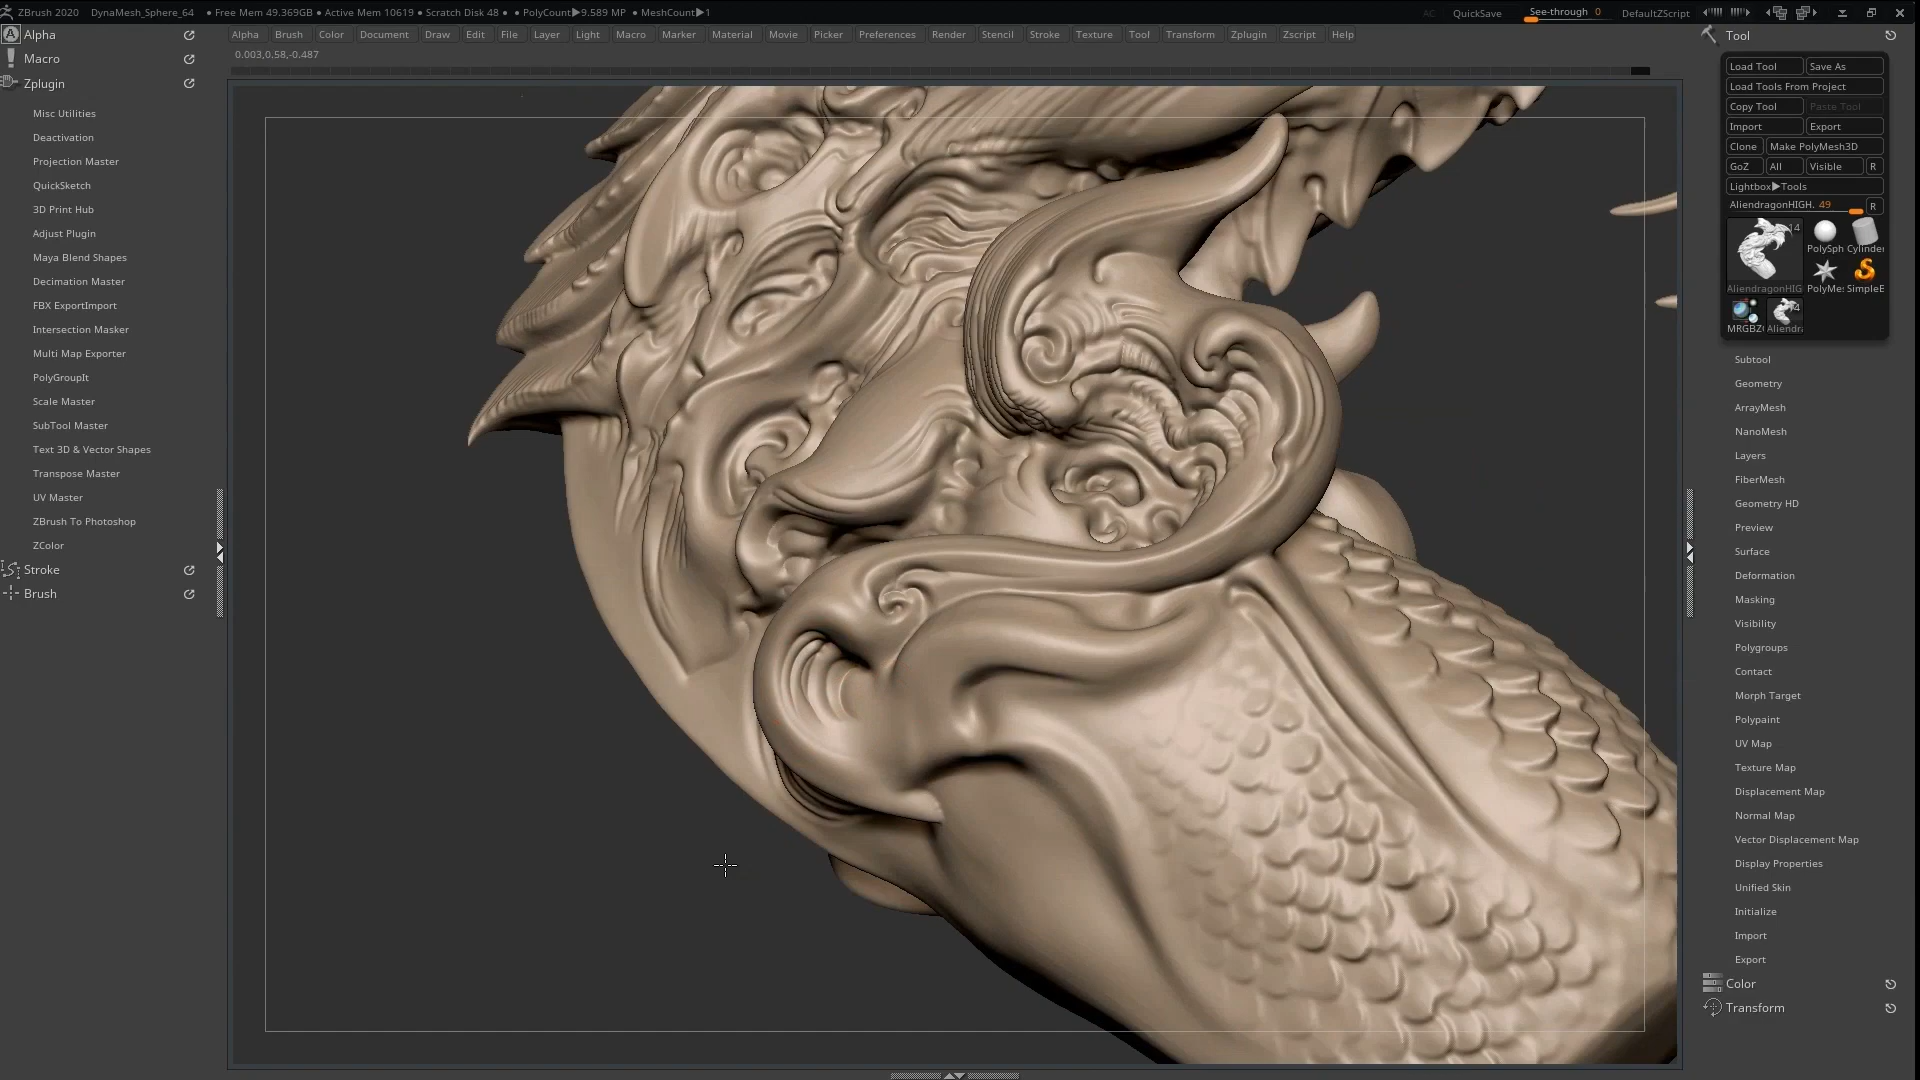 ZBrush 2020 DynaMesh_Sphere_64 • Free Mem 49.369GB • Active Mem 10619 • Scratch Disk 48 • • PolyCount▶9.589 MP • MeshCount▶1 AC QuickSave See-through 0 DefaultZScript
Alpha Brush Color Document Draw Edit File Layer Light Macro Marker Material Movie Picker Preferences Render Stencil Stroke Texture Tool Transform Zplugin Zscript Help
0.003,0.58,-0.487
Alpha
Macro
Zplugin
Misc Utilities
Deactivation
Projection Master
QuickSketch
3D Print Hub
Adjust Plugin
Maya Blend Shapes
Decimation Master
FBX ExportImport
Intersection Masker
Multi Map Exporter
PolyGroupIt
Scale Master
SubTool Master
Text 3D & Vector Shapes
Transpose Master
UV Master
ZBrush To Photoshop
ZColor
Stroke
Brush
Tool
Load Tool Save As
Load Tools From Project
Copy Tool Paste Tool
Import Export
Clone Make PolyMesh3D
GoZ All Visible R
Lightbox▶Tools
AliendragonHIGH. 49 R
14
PolySph Cylinde
AliendragonHIG PolyMe: SimpleE
MRGBZ Aliendr
Subtool
Geometry
ArrayMesh
NanoMesh
Layers
FiberMesh
Geometry HD
Preview
Surface
Deformation
Masking
Visibility
Polygroups
Contact
Morph Target
Polypaint
UV Map
Texture Map
Displacement Map
Normal Map
Vector Displacement Map
Display Properties
Unified Skin
Initialize
Import
Export
Color
Transform